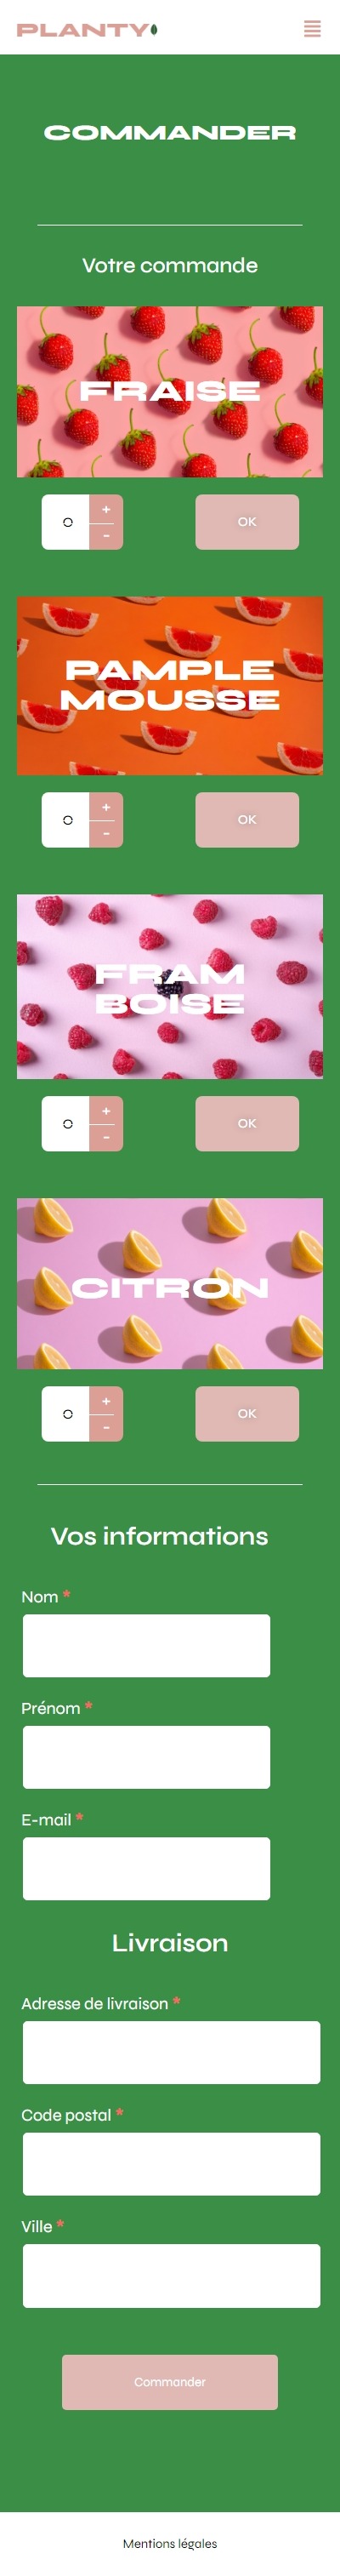 PLANTY
COMMANDER
Votre commande
FRAISE
0
+
-
OK
PAMPLE
MOUSSE
0
+
-
OK
FRAM
BOISE
0
+
-
OK
CITRON
0
+
-
OK
Vos informations
Nom *
Prénom *
E-mail *
Livraison
Adresse de livraison *
Code postal *
Ville *
Commander
Mentions légales